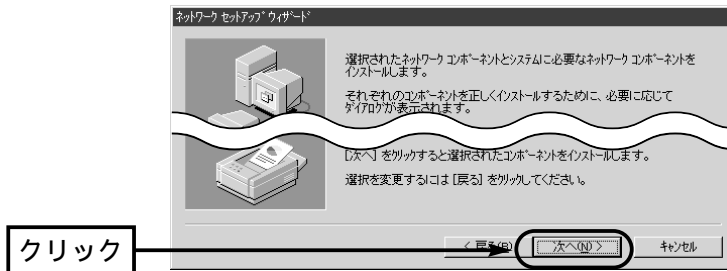 ネットワーク セットアップ ウィザード
選択されたネットワーク コンポーネントとシステムに必要なネットワーク コンポーネントを
インストールします。
それぞれのコンポーネントを正しくインストールするために、必要に応じて
ダイアログが表示されます。
[次へ] をクリックすると選択されたコンポーネントをインストールします。
選択を変更するには [戻る] をクリックしてください。
クリック
< 戻る(B) 次へ(N) > キャンセル